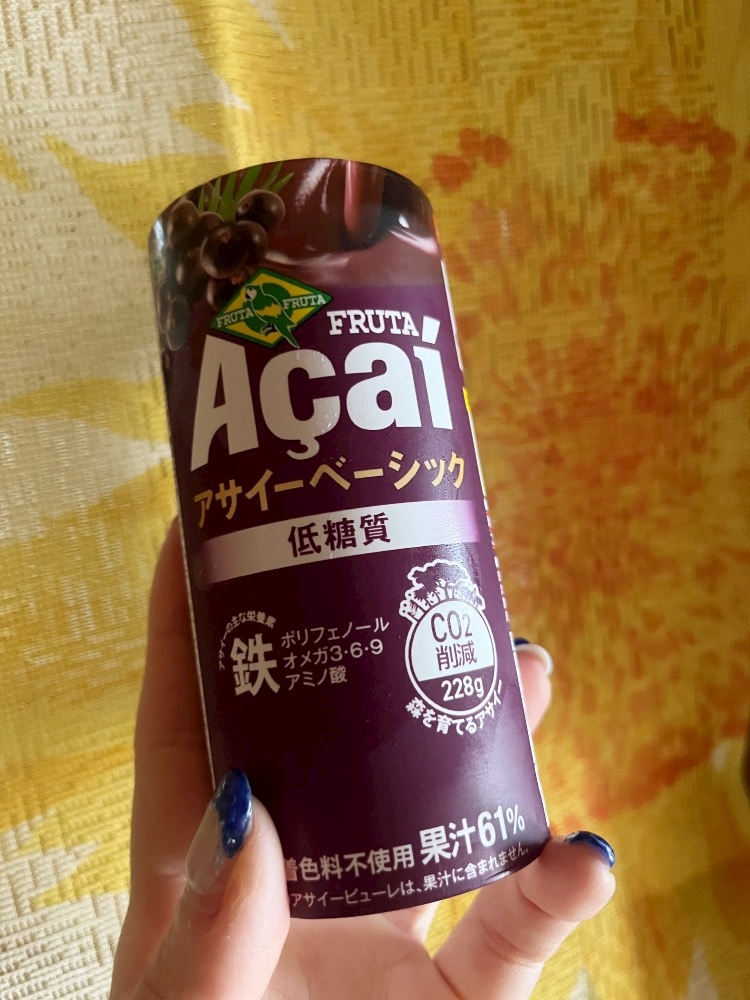 FRUTA FRUTA
FRUTA
Açaí
アサイーベーシック
低糖質
アサイーの主な栄養素
鉄
ポリフェノール
オメガ3・6・9
アミノ酸
CO2
削減
228g
森を育てるアサイー
着色料不使用 果汁61%
アサイーピューレは、果汁に含まれません。